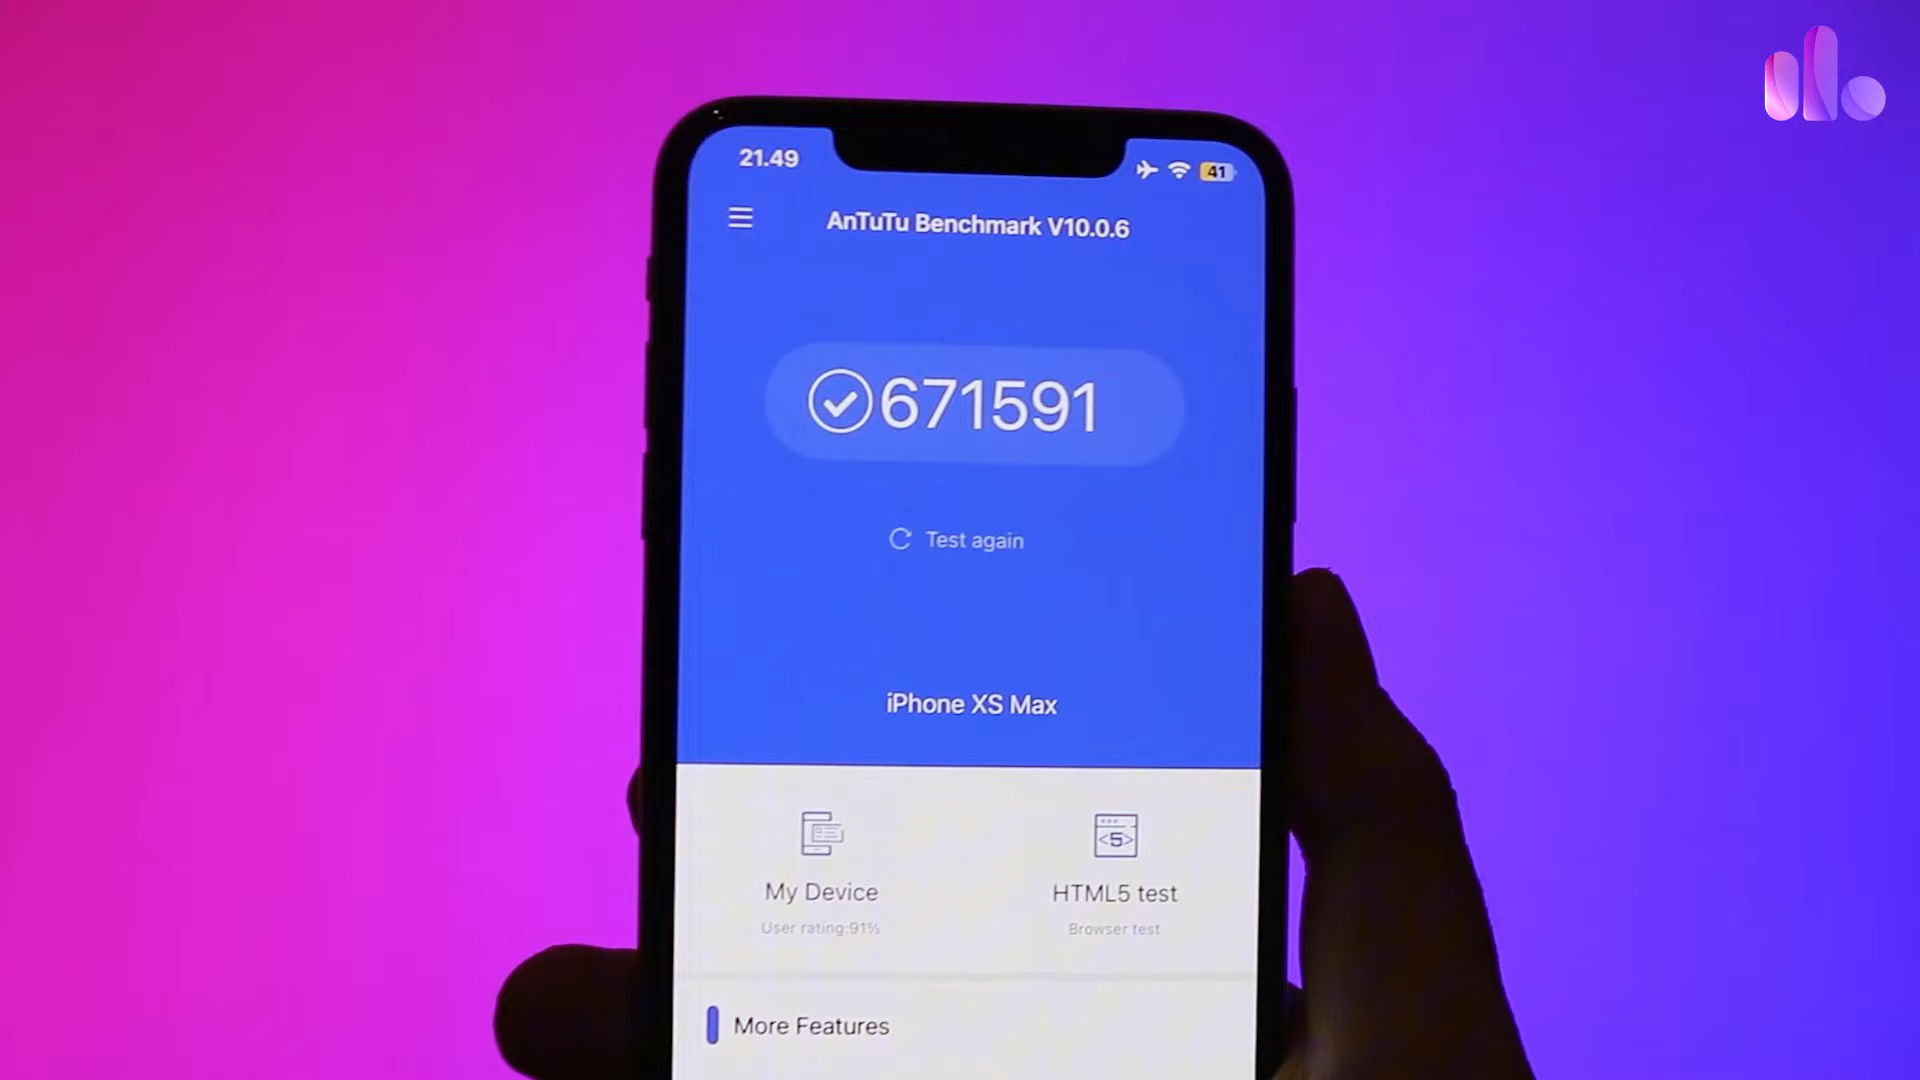 21.49
41
AnTuTu Benchmark V10.0.6
671591
Test again
iPhone XS Max
<5>
My Device
HTML5 test
User rating:91%
Browser test
More Features